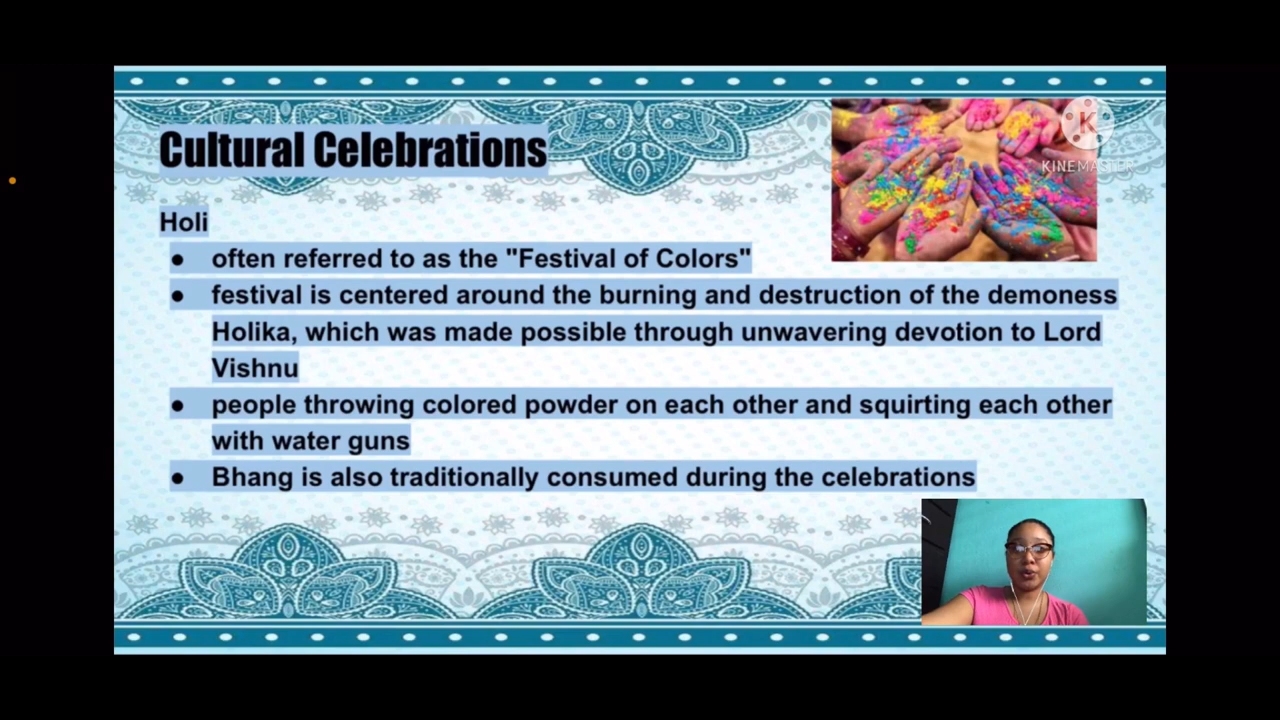 Cultural Celebrations
K
KINEMASTER
Holi
● often referred to as the "Festival of Colors"
● festival is centered around the burning and destruction of the demoness
Holika, which was made possible through unwavering devotion to Lord
Vishnu
● people throwing colored powder on each other and squirting each other
with water guns
● Bhang is also traditionally consumed during the celebrations